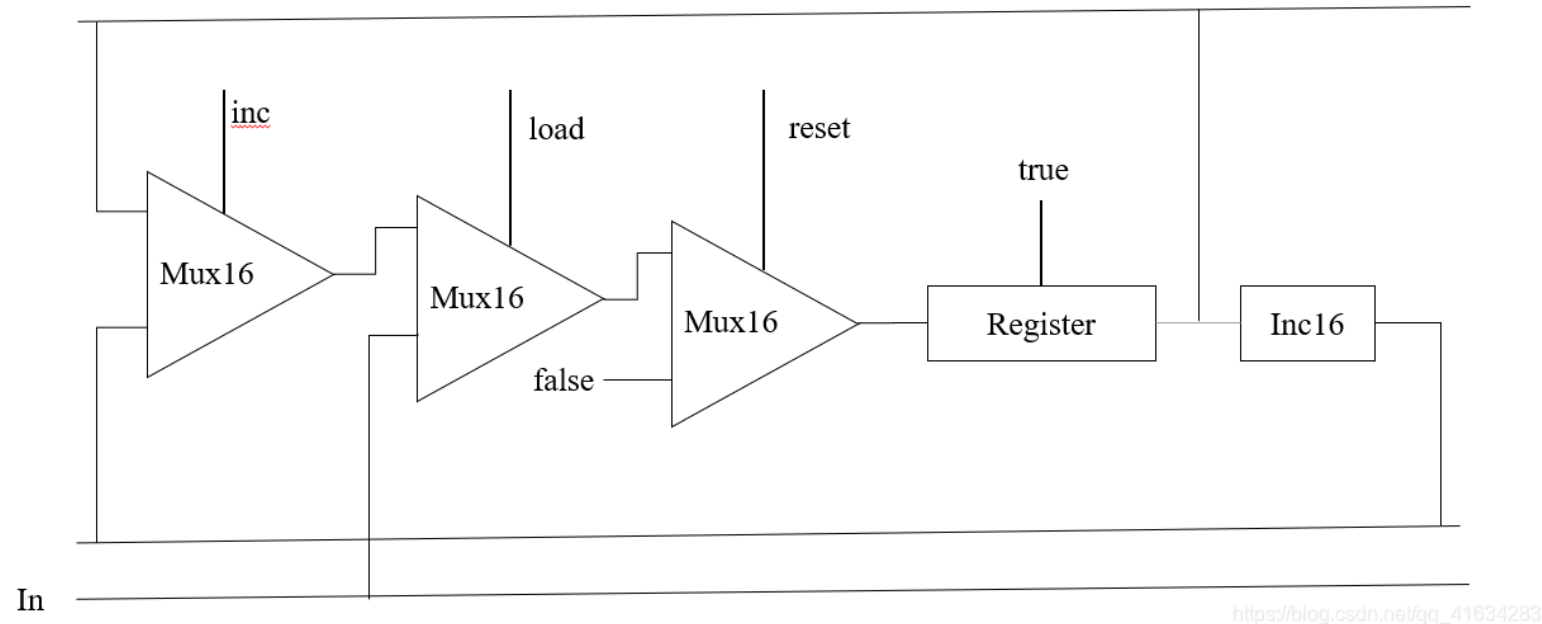 inc
load
reset
true
Mux16
Mux16
Mux16
Register
Inc16
false
In
https://blog.csdn.net/qq_41634283